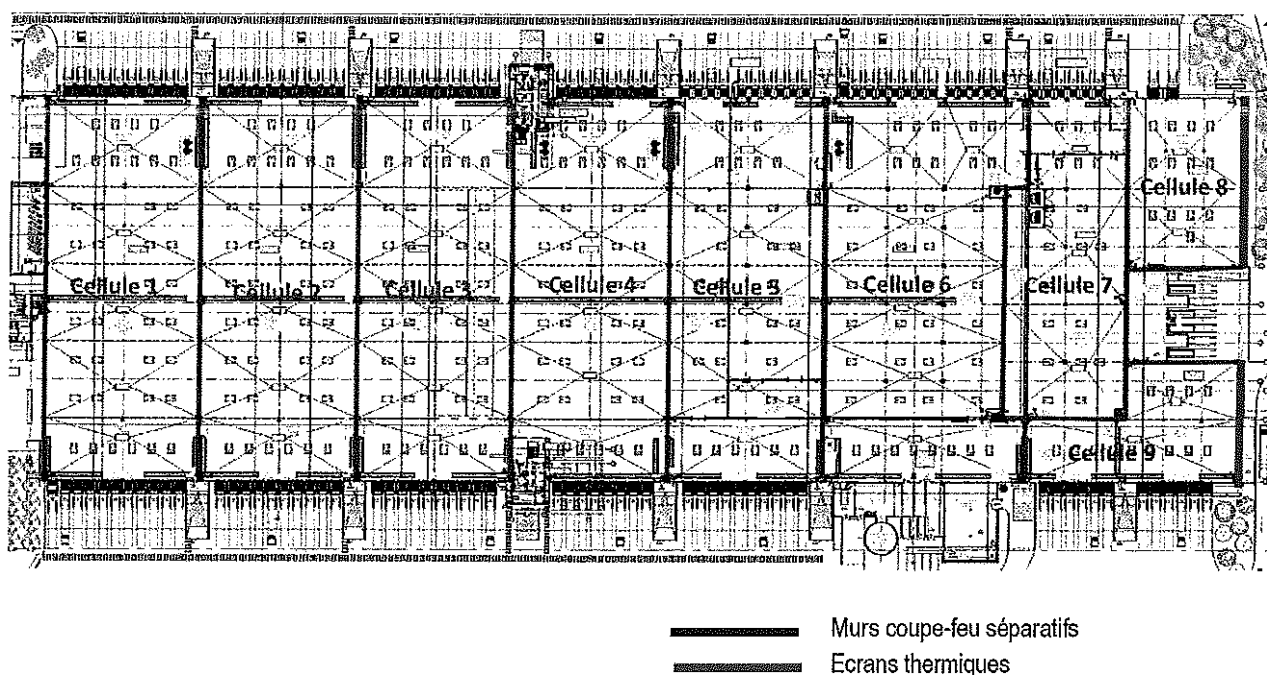 Cellule 8
Cellule 1
Cellule 2
Cellule 3
Cellule 4
Cellule 5
Cellule 6
Cellule 7
Cellule 9
Murs coupe-feu séparatifs
Ecrans thermiques